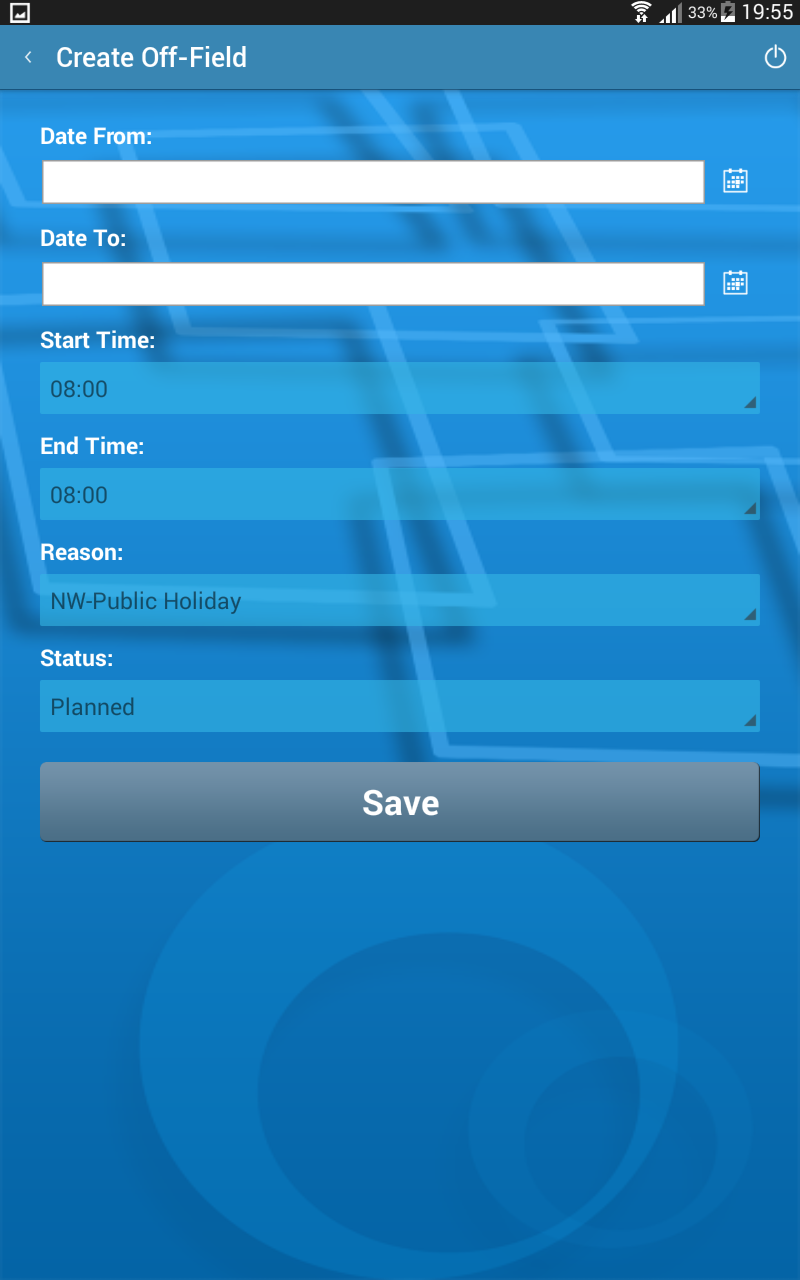 33% 19:55
Create Off-Field
Date From:
Date To:
Start Time:
08:00
End Time:
08:00
Reason:
NW-Public Holiday
Status:
Planned
Save